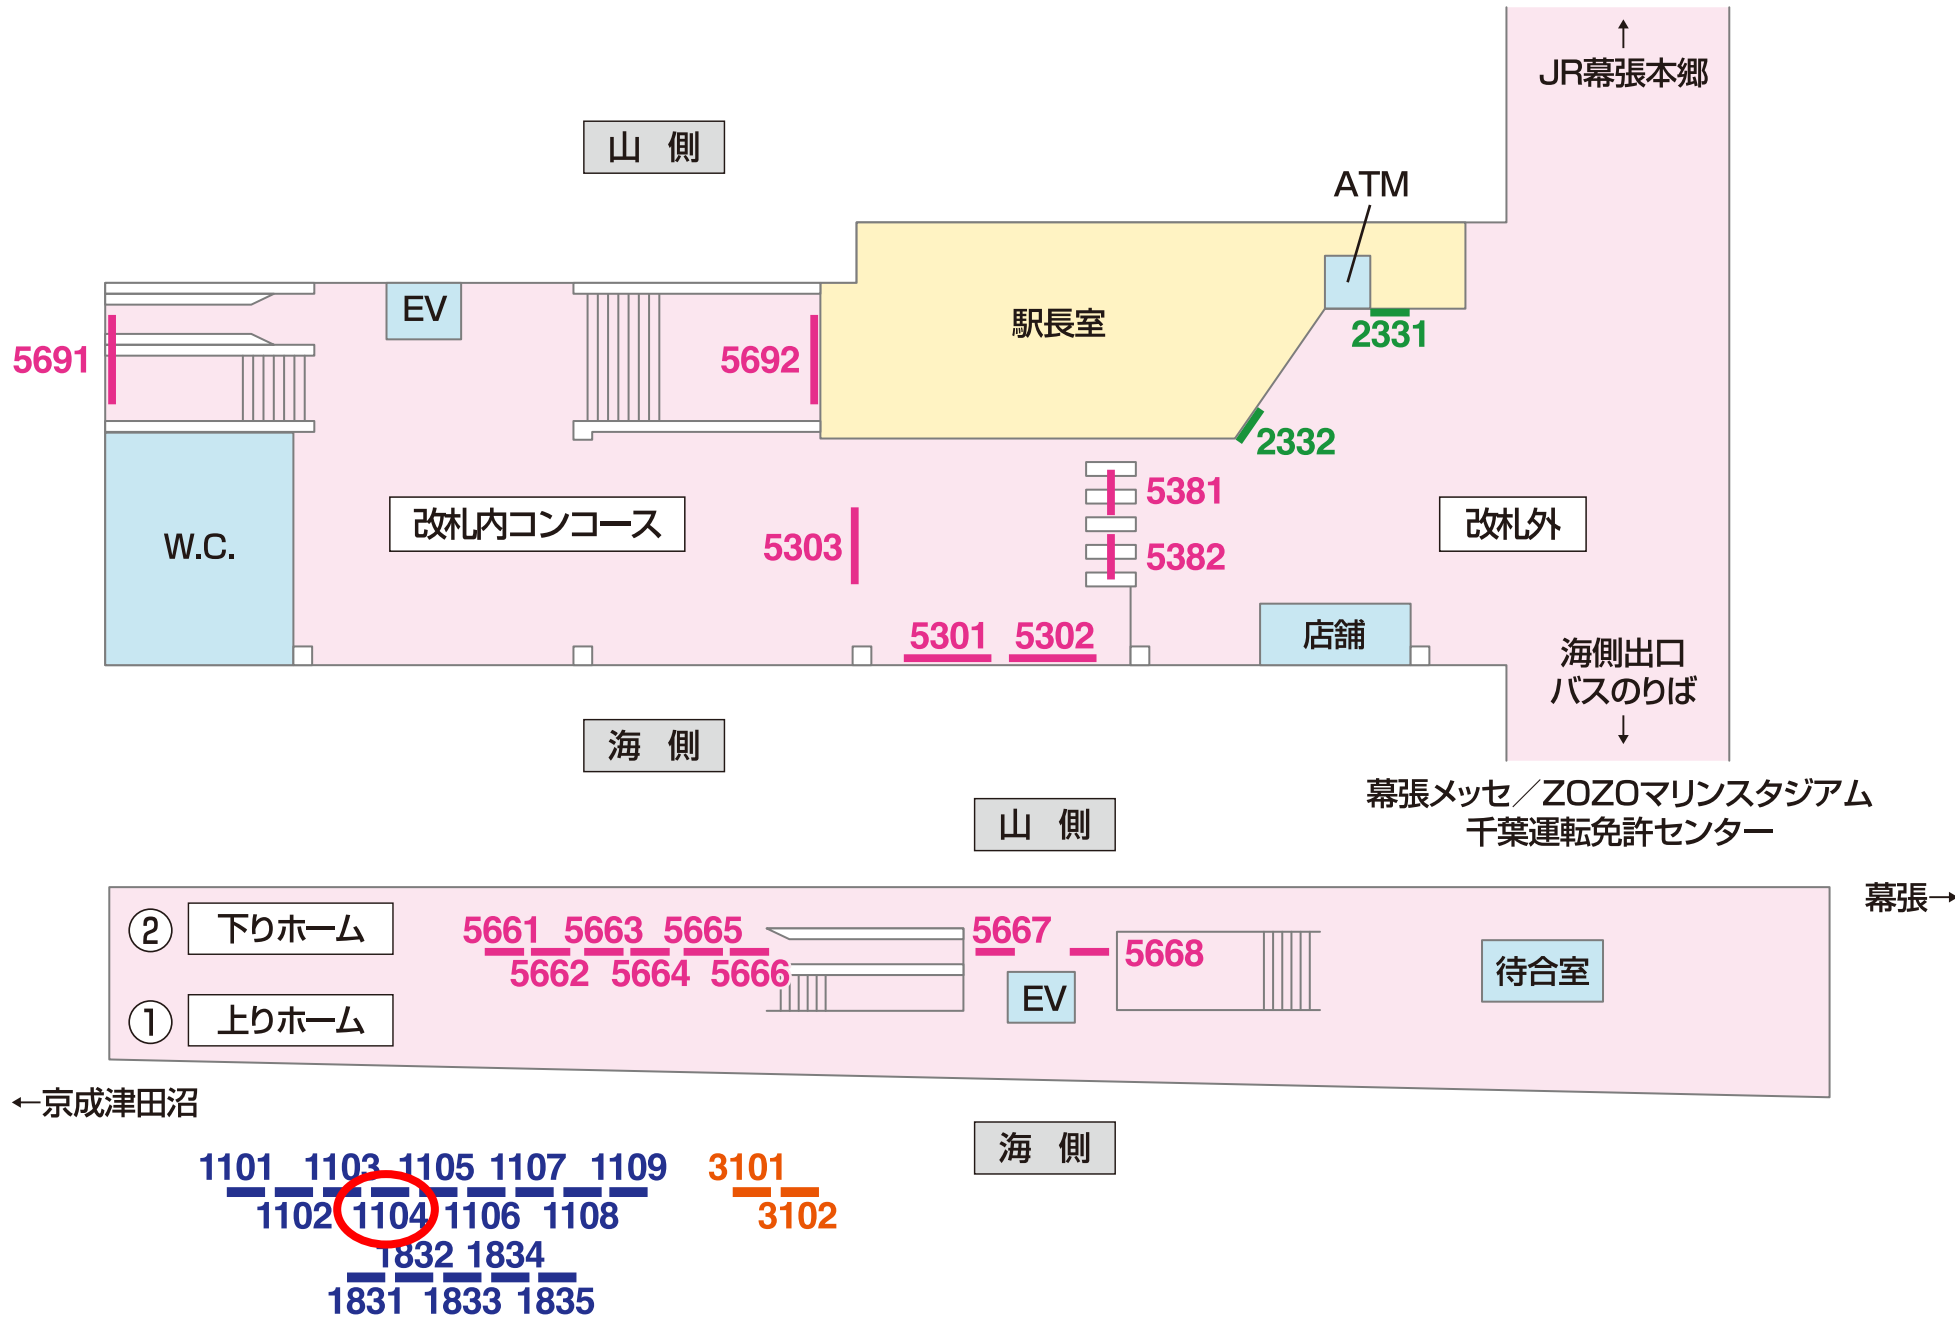 JR幕張本郷
山 側
ATM
EV
駅長室
2331
5691
5692
2332
5381
改札内コンコース
改札外
W.C.
5303
5382
5301
5302
店舗
海側出口
バスのりば
海 側
幕張メッセ／ZOZOマリンスタジアム
千葉運転免許センター
山 側
幕張
② 下りホーム
5661 5663 5665
5662 5664 5666
5667
5668
EV
待合室
① 上りホーム
京成津田沼
海 側
1101 1103 1105 1107 1109
3101
1102 1104 1106 1108
3102
1832 1834
1831 1833 1835